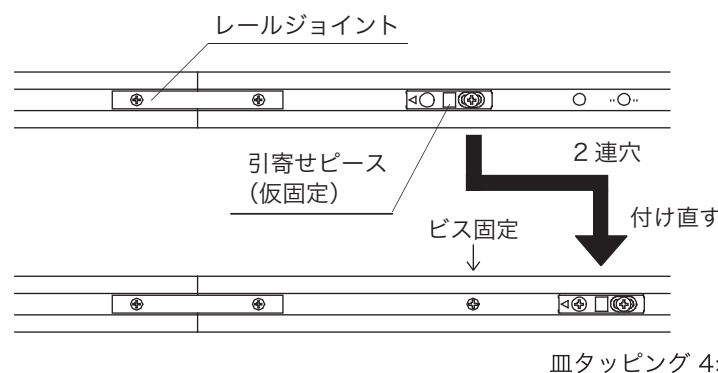 レールジョイント
引寄せピース
（仮固定）
2 連穴
付け直す
ビス固定
皿タッピング 4